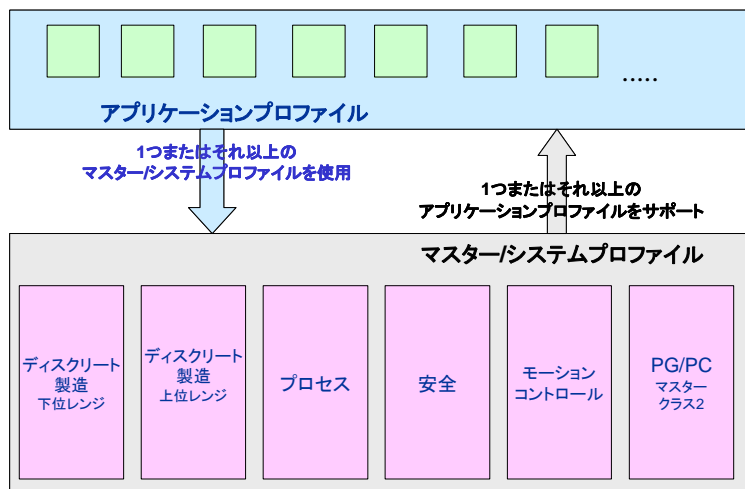 .....
アプリケーションプロファイル
1つまたはそれ以上の
マスター/システムプロファイルを使用
1つまたはそれ以上の
アプリケーションプロファイルをサポート
マスター/システムプロファイル
ディスクリート
製造
下位レンジ
ディスクリート
製造
上位レンジ
プロセス
安全
モーション
コントロール
PG/PC
マスター
クラス2